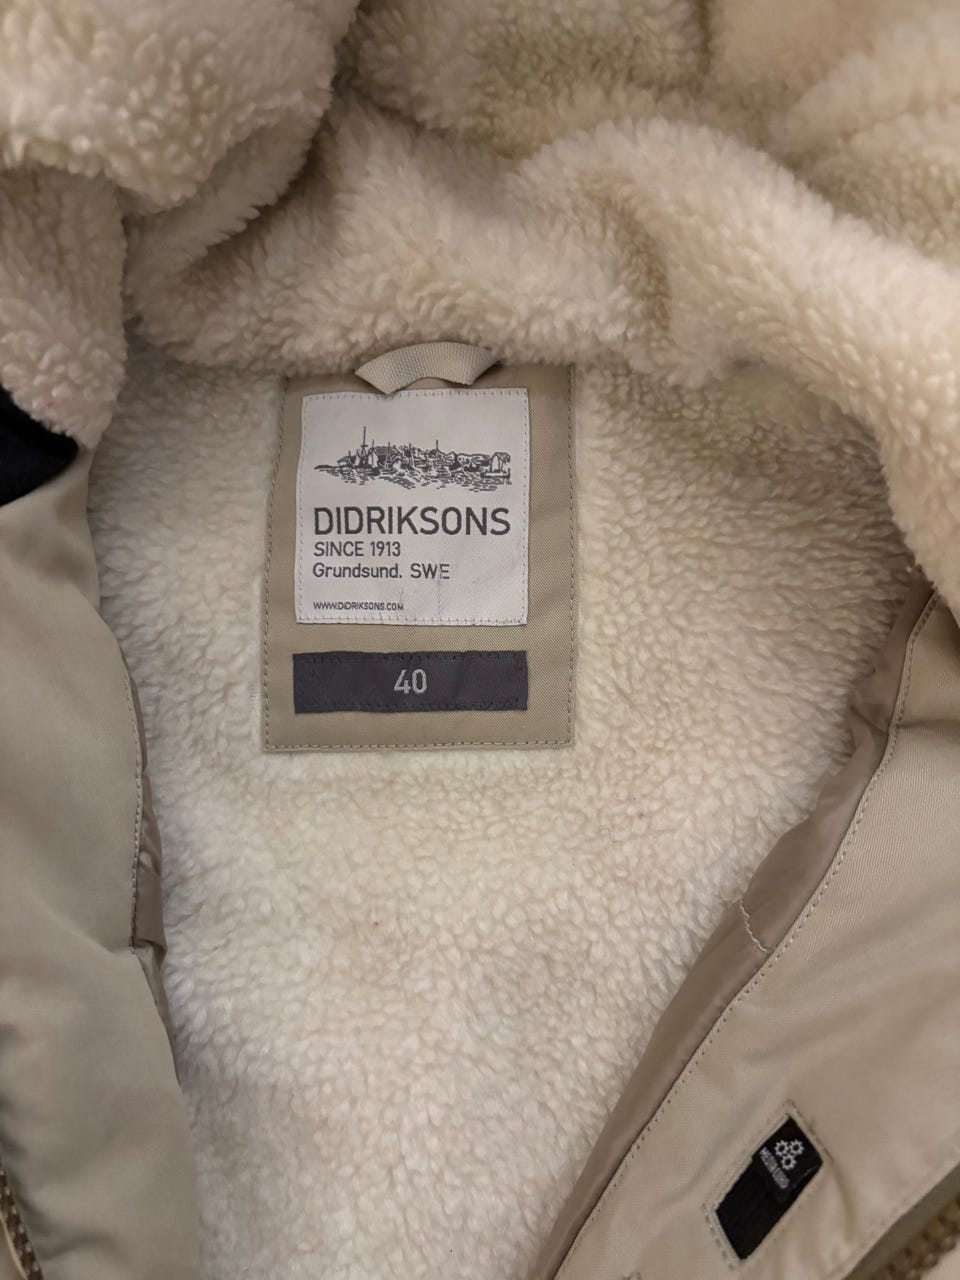 DIDRIKSONS
SINCE 1913
Grundsund. SWE
WWW.DIDRIKSONS.COM
40